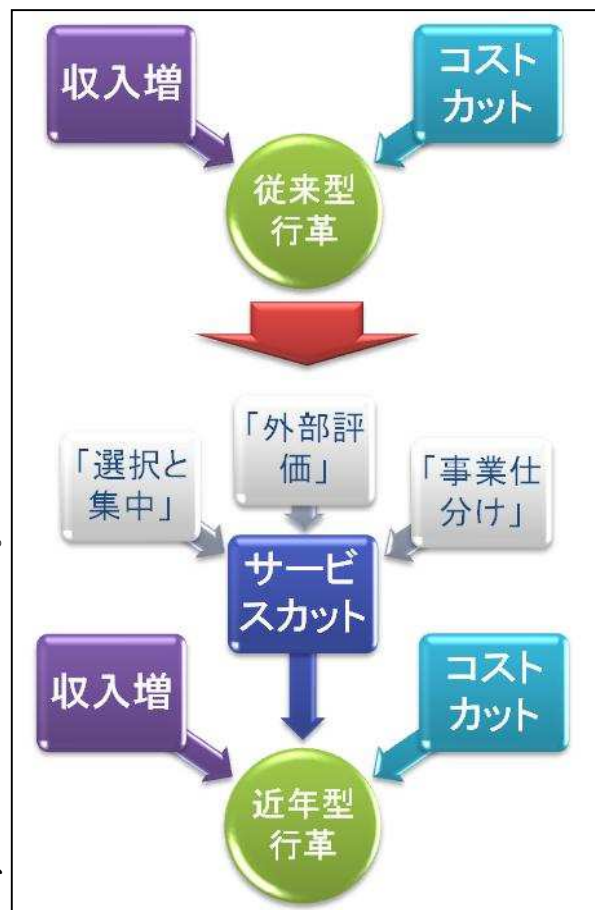 収入増
コスト
カット
従来型
行革
「外部評
価」
「選択と
集中」
「事業仕
分け」
サービ
スカット
収入増
コスト
カット
近年型
行革